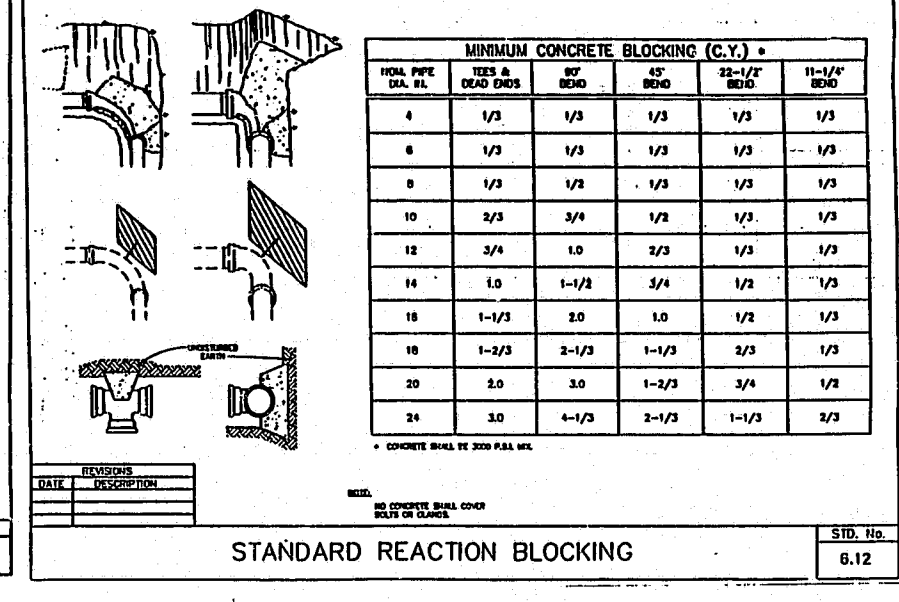 MINIMUM CONCRETE BLOCKING (C.Y.) *
NOM. PIPE DIA. IN. | TEES & DEAD ENDS | 90° BEND | 45° BEND | 22-1/2° BEND | 11-1/4° BEND
4 | 1/3 | 1/3 | 1/3 | 1/3 | 1/3
6 | 1/3 | 1/3 | 1/3 | 1/3 | 1/3
8 | 1/3 | 1/2 | 1/3 | 1/3 | 1/3
10 | 2/3 | 3/4 | 1/2 | 1/3 | 1/3
12 | 3/4 | 1.0 | 2/3 | 1/3 | 1/3
14 | 1.0 | 1-1/2 | 3/4 | 1/2 | 1/3
16 | 1-1/3 | 2.0 | 1.0 | 1/2 | 1/3
18 | 1-2/3 | 2-1/3 | 1-1/3 | 2/3 | 1/3
20 | 2.0 | 3.0 | 1-2/3 | 3/4 | 1/2
24 | 3.0 | 4-1/3 | 2-1/3 | 1-1/3 | 2/3
* CONCRETE SHALL BE 3000 P.S.I. MIX.
UNDISTURBED
EARTH
REVISIONS
DATE | DESCRIPTION
NOTE:
NO CONCRETE SHALL COVER
BOLTS OR GLANDS.
STANDARD REACTION BLOCKING
STD. No.
6.12